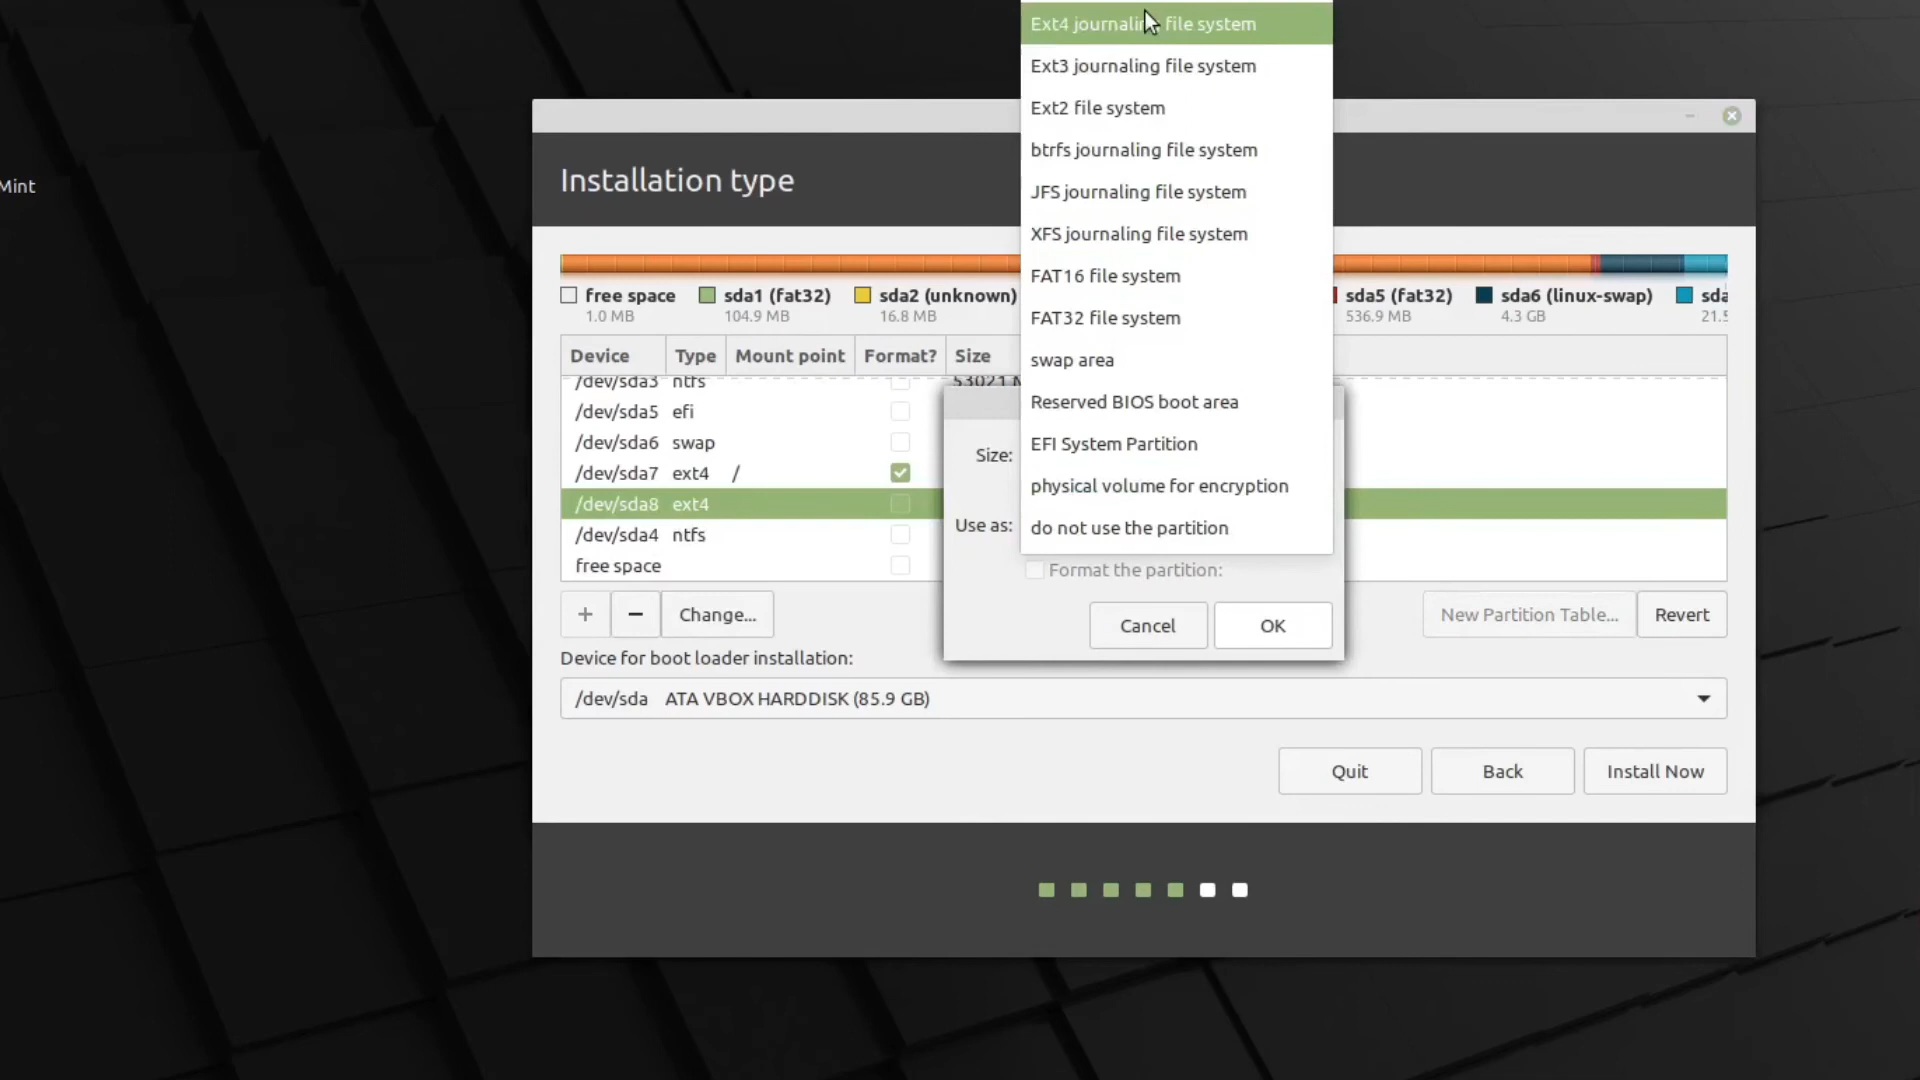 Ext4 journaling file system
Ext3 journaling file system
Ext2 file system
btrfs journaling file system
JFS journaling file system
XFS journaling file system
FAT16 file system
FAT32 file system
swap area
Reserved BIOS boot area
EFI System Partition
physical volume for encryption
do not use the partition
Mint
Installation type
free space sda1 (fat32) sda2 (unknown) sda5 (fat32) sda6 (linux-swap) sda
1.0 MB 104.9 MB 16.8 MB 536.9 MB 4.3 GB 21.5
Device Type Mount point Format? Size
/dev/sda3 ntfs 53021 M
/dev/sda5 efi
/dev/sda6 swap
/dev/sda7 ext4 /
/dev/sda8 ext4
/dev/sda4 ntfs
free space
Size:
Use as:
Format the partition:
Cancel OK
+ − Change... New Partition Table... Revert
Device for boot loader installation:
/dev/sda ATA VBOX HARDDISK (85.9 GB)
Quit Back Install Now